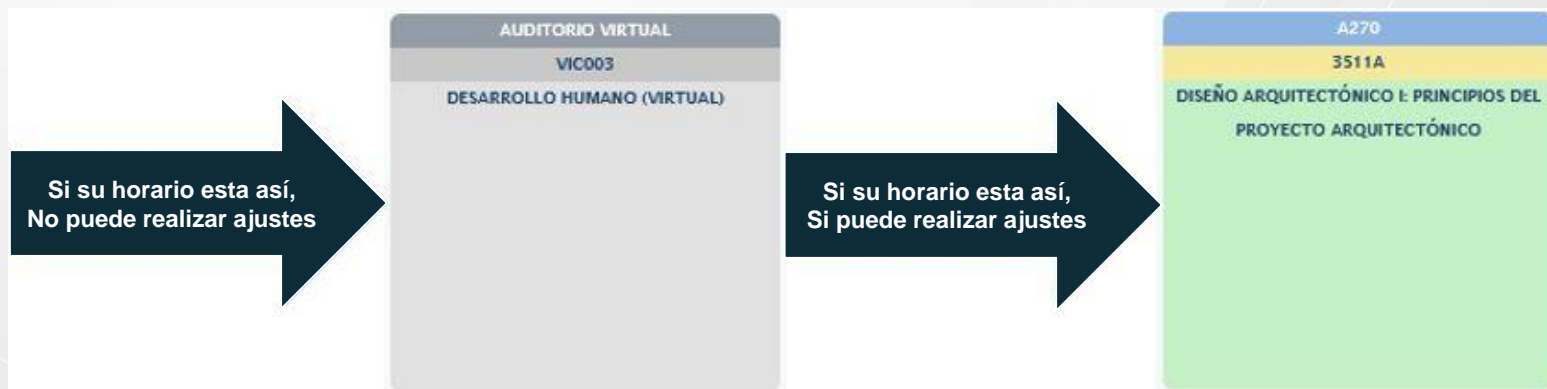 Si su horario esta así,
No puede realizar ajustes
AUDITORIO VIRTUAL
VIC003
DESARROLLO HUMANO (VIRTUAL)
Si su horario esta así,
Si puede realizar ajustes
A270
3511A
DISEÑO ARQUITECTÓNICO I: PRINCIPIOS DEL
PROYECTO ARQUITECTÓNICO